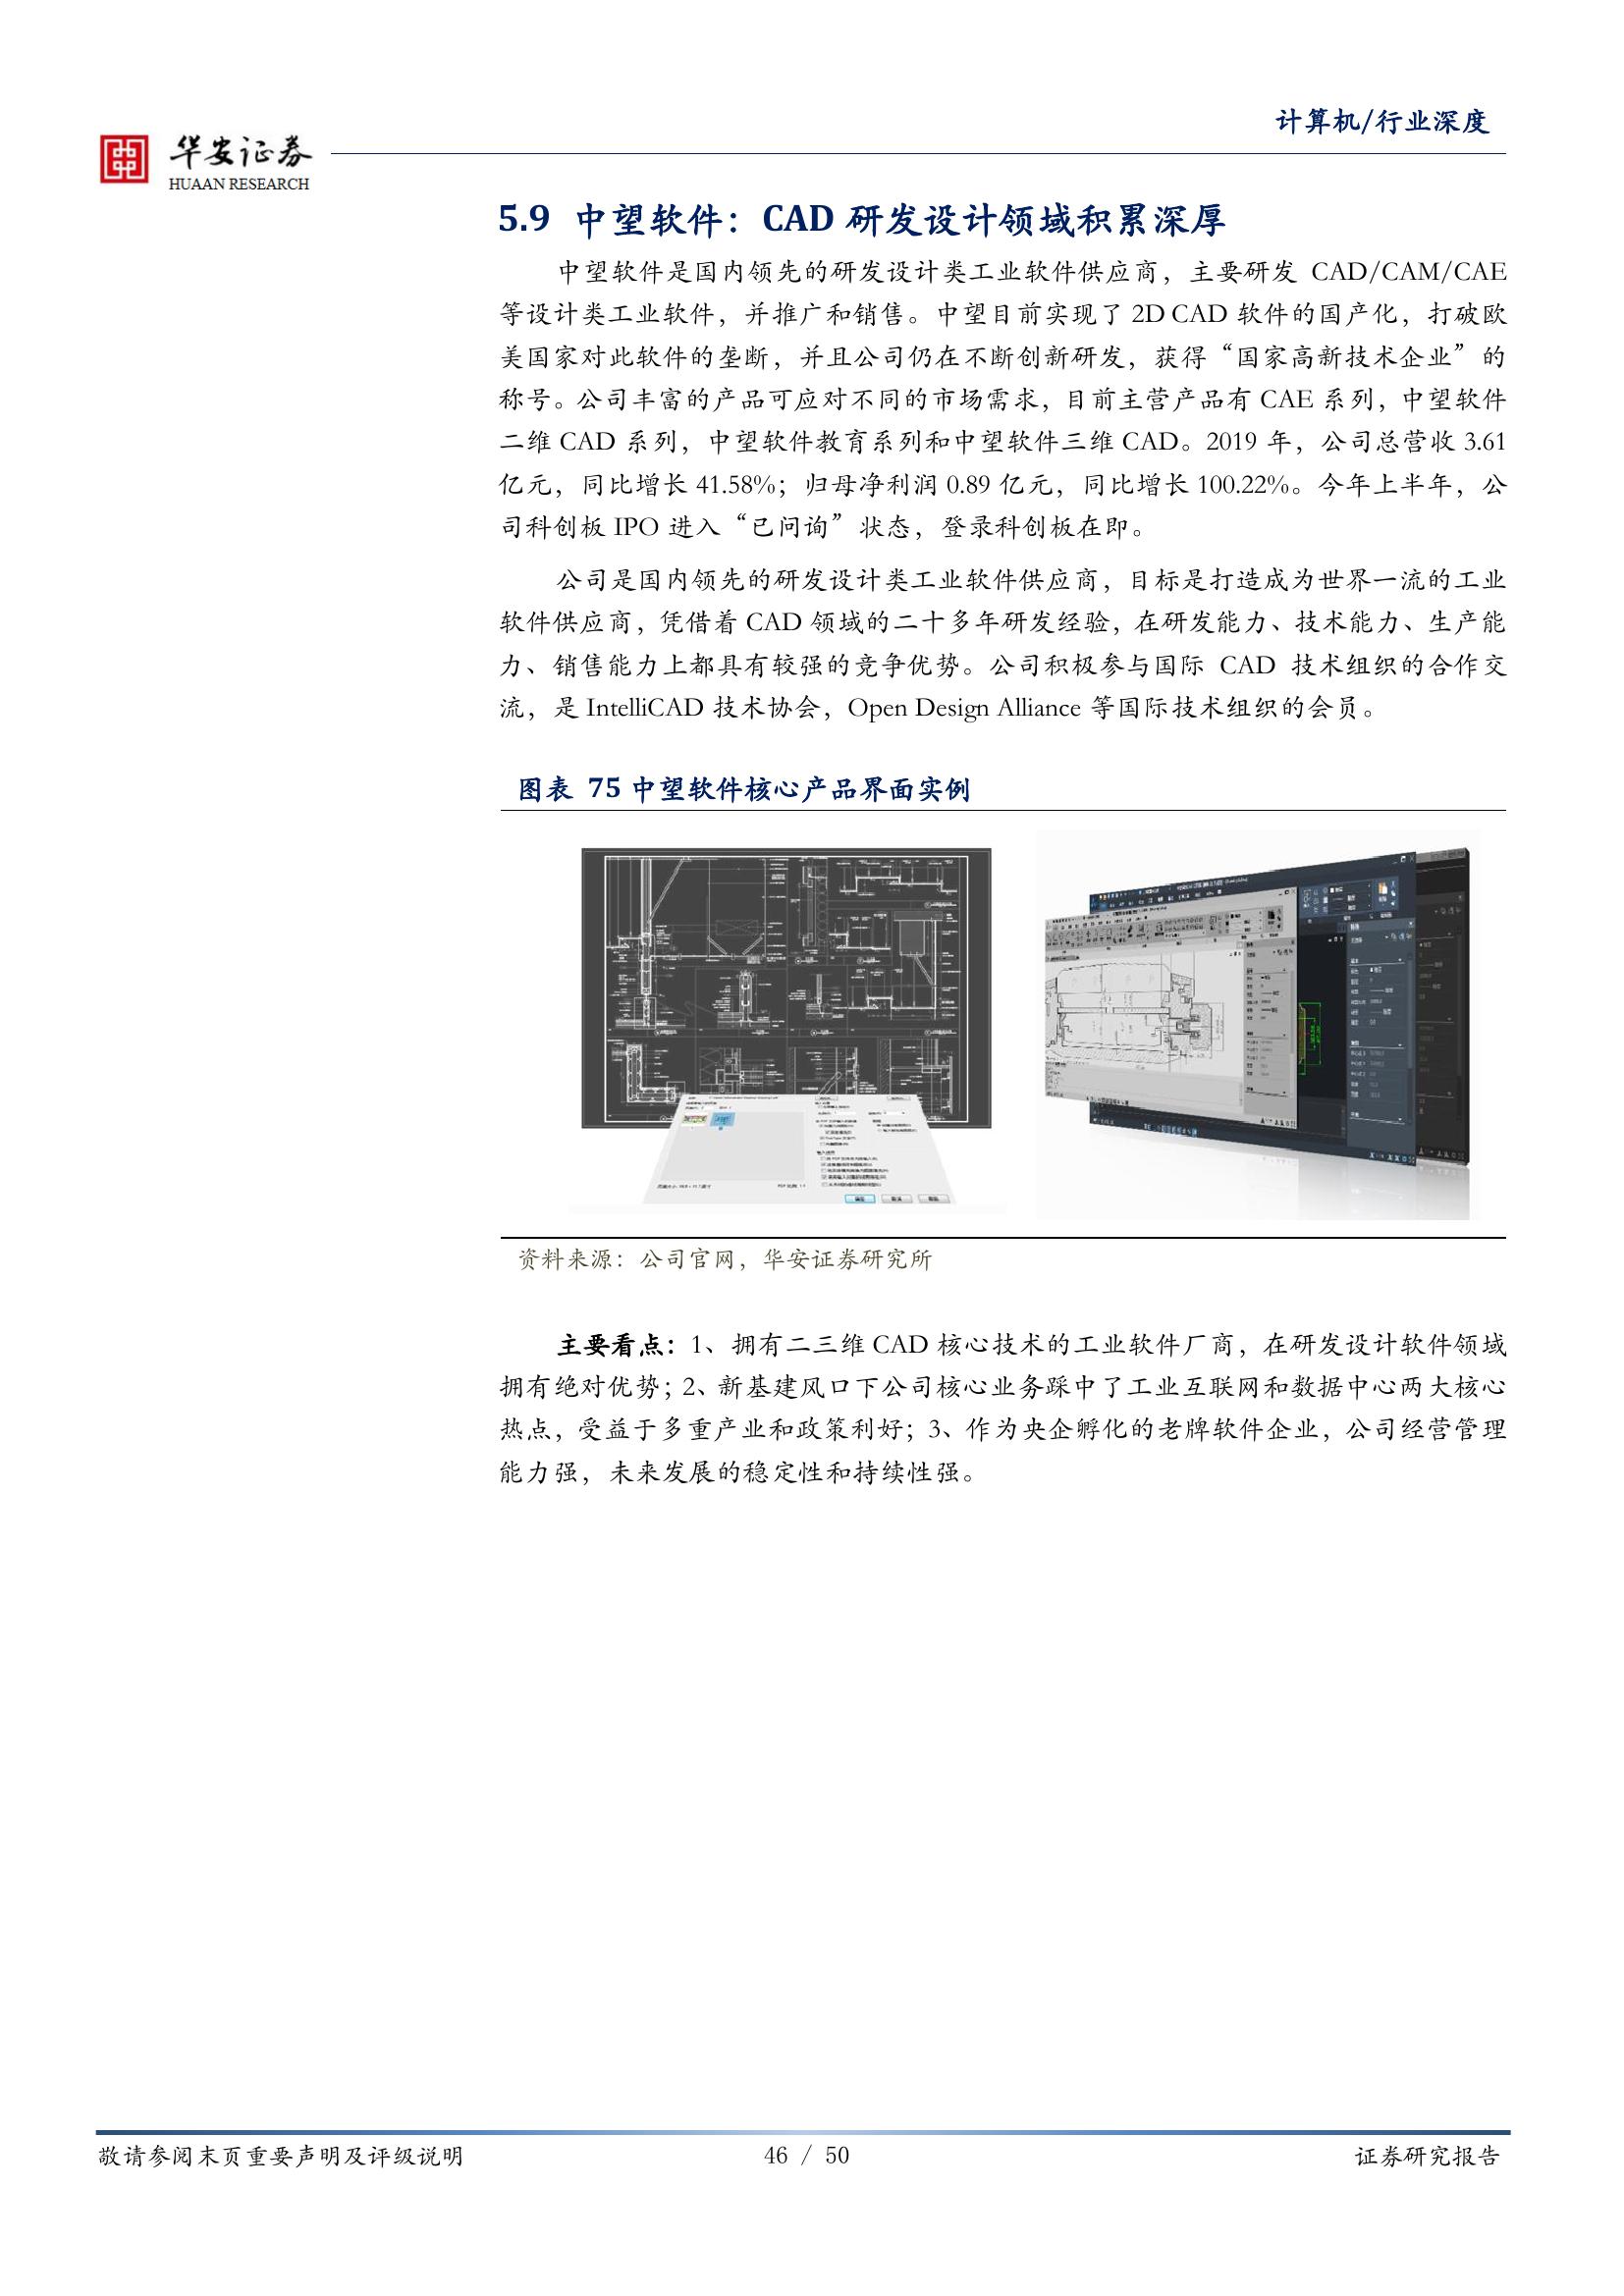 计算机/行业深度
华安证券
HUAAN RESEARCH
5.9 中望软件：CAD 研发设计领域积累深厚
中望软件是国内领先的研发设计类工业软件供应商，主要研发 CAD/CAM/CAE
等设计类工业软件，并推广和销售。中望目前实现了 2D CAD 软件的国产化，打破欧
美国家对此软件的垄断，并且公司仍在不断创新研发，获得“国家高新技术企业”的
称号。公司丰富的产品可应对不同的市场需求，目前主营产品有 CAE 系列，中望软件
二维 CAD 系列，中望软件教育系列和中望软件三维 CAD。2019 年，公司总营收 3.61
亿元，同比增长 41.58%；归母净利润 0.89 亿元，同比增长 100.22%。今年上半年，公
司科创板 IPO 进入“已问询”状态，登录科创板在即。
公司是国内领先的研发设计类工业软件供应商，目标是打造成为世界一流的工业
软件供应商，凭借着 CAD 领域的二十多年研发经验，在研发能力、技术能力、生产能
力、销售能力上都具有较强的竞争优势。公司积极参与国际 CAD 技术组织的合作交
流，是 IntelliCAD 技术协会，Open Design Alliance 等国际技术组织的会员。
图表 75 中望软件核心产品界面实例
资料来源：公司官网，华安证券研究所
主要看点：1、拥有二三维 CAD 核心技术的工业软件厂商，在研发设计软件领域
拥有绝对优势；2、新基建风口下公司核心业务踩中了工业互联网和数据中心两大核心
热点，受益于多重产业和政策利好；3、作为央企孵化的老牌软件企业，公司经营管理
能力强，未来发展的稳定性和持续性强。
敬请参阅末页重要声明及评级说明
46 / 50
证券研究报告